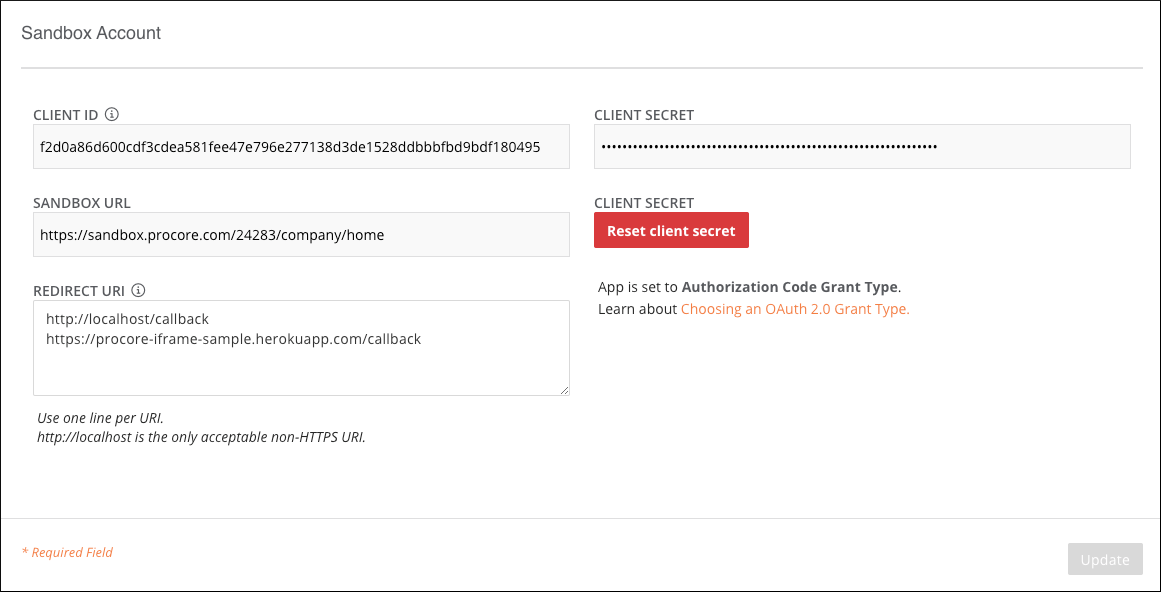 Sandbox Account
CLIENT ID
f2d0a86d600cdf3cdea581fee47e796e277138d3de1528ddbbbfbd9bdf180495
CLIENT SECRET
••••••••••••••••••••••••••••••••••••••••••••••••••••••••••••••••
SANDBOX URL
https://sandbox.procore.com/24283/company/home
CLIENT SECRET
Reset client secret
REDIRECT URI
http://localhost/callback
https://procore-iframe-sample.herokuapp.com/callback
App is set to Authorization Code Grant Type.
Learn about Choosing an OAuth 2.0 Grant Type.
Use one line per URI.
http://localhost is the only acceptable non-HTTPS URI.
* Required Field
Update